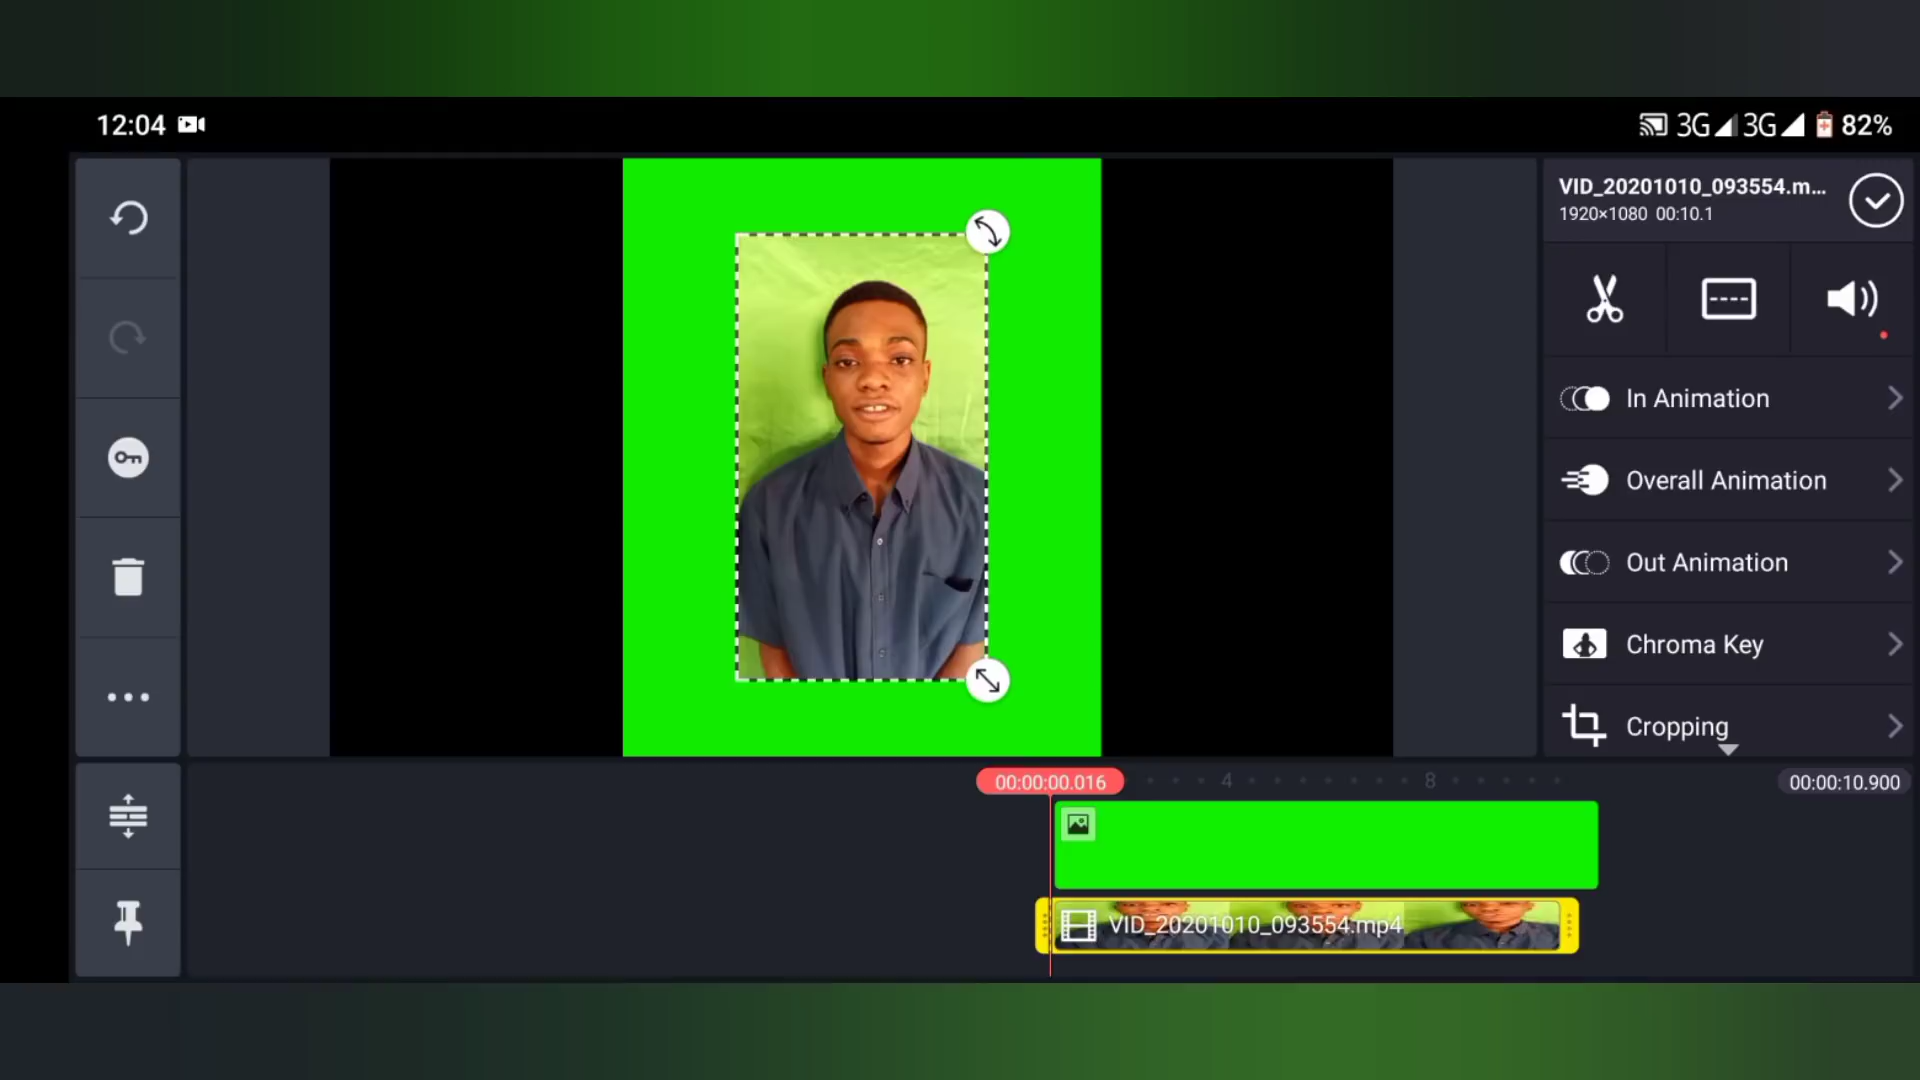 12:04
3G 3G 82%
VID_20201010_093554.m...
1920×1080 00:10.1
In Animation
Overall Animation
Out Animation
Chroma Key
Cropping
00:00:00.016
4
8
00:00:10.900
VID_20201010_093554.mp4